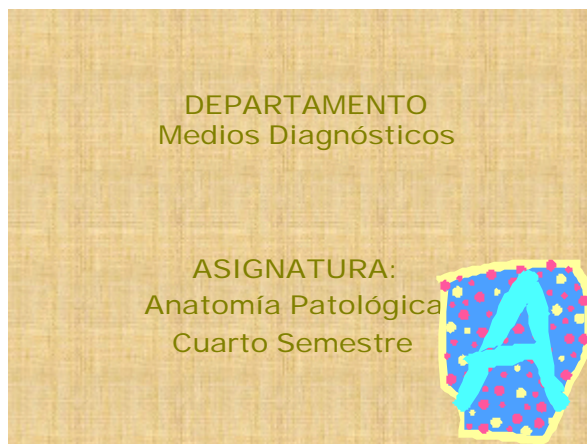 DEPARTAMENTO
Medios Diagnósticos
ASIGNATURA:
Anatomía Patológica
Cuarto Semestre
A